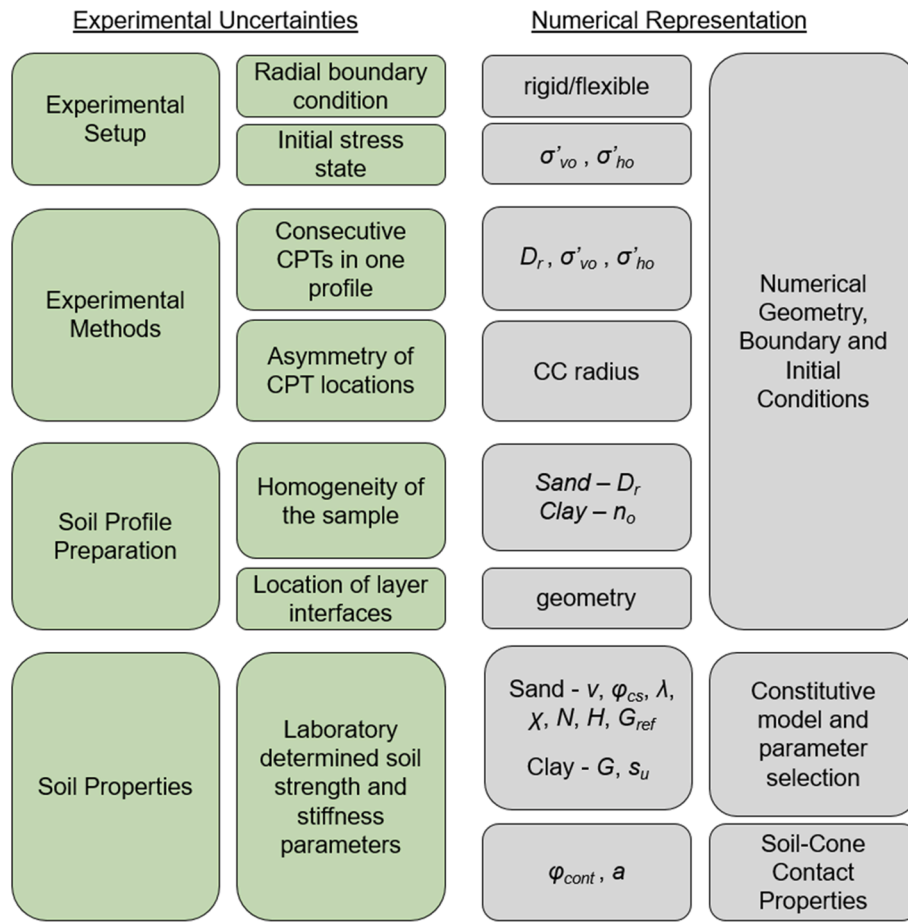 Experimental Uncertainties
Numerical Representation
Experimental
Setup
Radial boundary
condition
rigid/flexible
Initial stress
state
σ'vo , σ'ho
Experimental
Methods
Consecutive
CPTs in one
profile
Dr , σ'vo , σ'ho
Asymmetry of
CPT locations
CC radius
Numerical
Geometry,
Boundary and
Initial
Conditions
Soil Profile
Preparation
Homogeneity of
the sample
Sand – Dr
Clay – no
Location of layer
interfaces
geometry
Soil Properties
Laboratory
determined soil
strength and
stiffness
parameters
Sand - v, φcs, λ,
χ, N, H, Gref
Clay - G, su
Constitutive
model and
parameter
selection
φcont , a
Soil-Cone
Contact
Properties